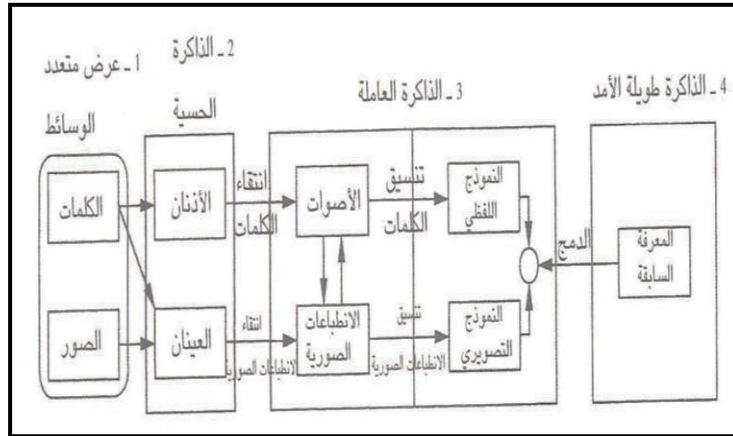 1 ـ عرض متعدد
الوسائط
2 ـ الذاكرة
الحسية
3 ـ الذاكرة العاملة
4 ـ الذاكرة طويلة الأمد
الكلمات
الأذنان
انتقاء
الكلمات
الأصوات
تنسيق
الكلمات
النموذج
اللفظي
الدمج
المعرفة
السابقة
الصور
العينان
انتقاء
الانطباعات الصورية
الانطباعات
الصورية
تنسيق
الانطباعات الصورية
النموذج
التصويري